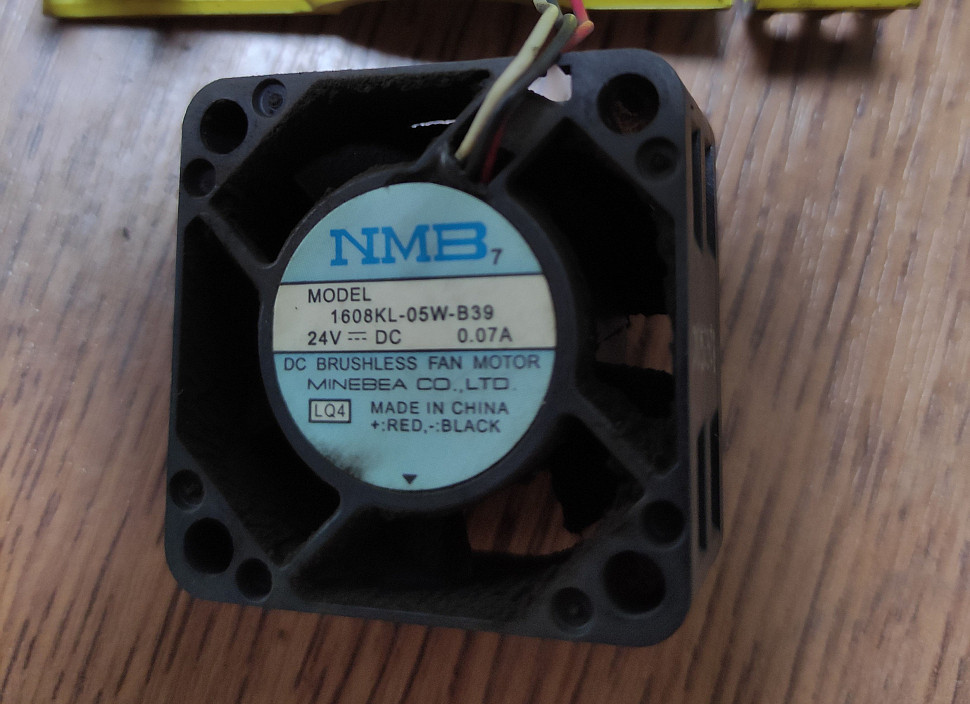 NMB 7
MODEL
1608KL-05W-B39
24V ⎓ DC 0.07A
DC BRUSHLESS FAN MOTOR
MINEBEA CO.,LTD.
LQ4 MADE IN CHINA
+:RED,-:BLACK